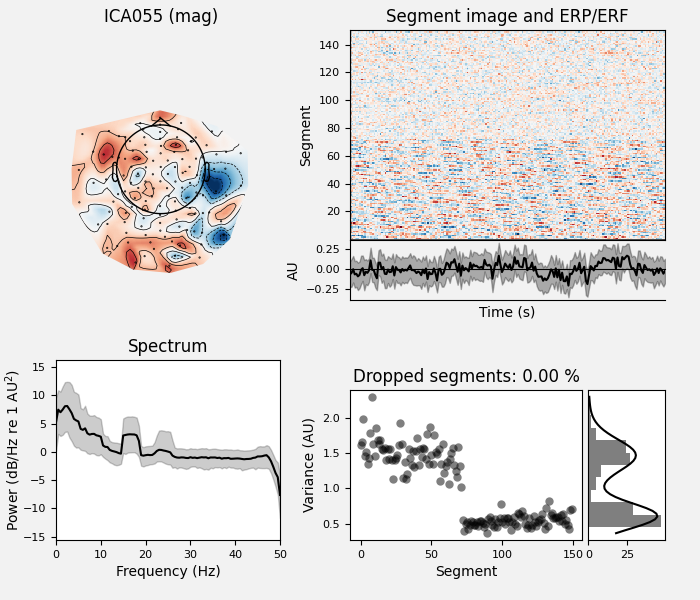 ICA055 (mag)
Segment image and ERP/ERF
Segment
140
120
100
80
60
40
20
AU
0.25
0.00
−0.25
Time (s)
Spectrum
Power (dB/Hz re 1 AU²)
15
10
5
0
−5
−10
−15
0 10 20 30 40 50
Frequency (Hz)
Dropped segments: 0.00 %
Variance (AU)
2.0
1.5
1.0
0.5
0 50 100 150
Segment
0 25